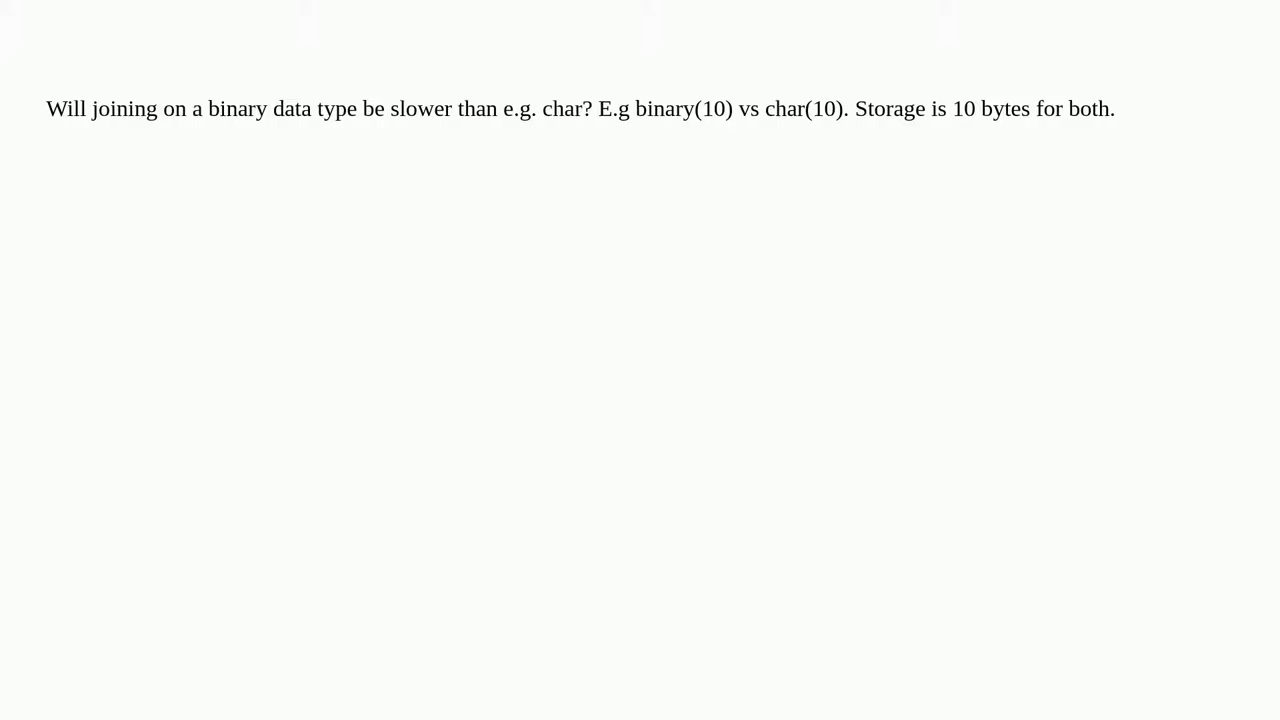 Will joining on a binary data type be slower than e.g. char? E.g binary(10) vs char(10). Storage is 10 bytes for both.